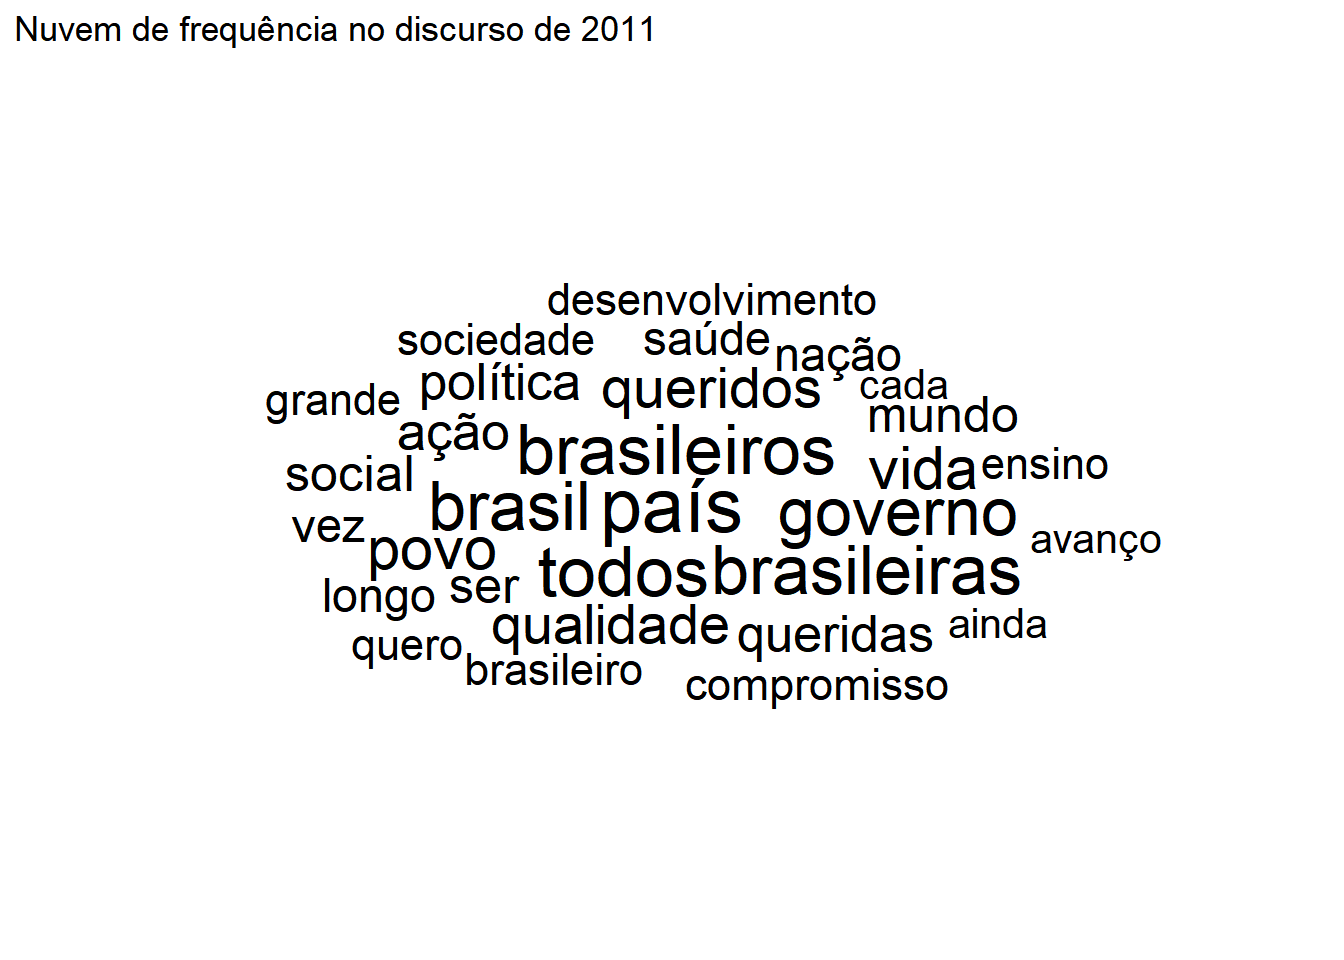 Nuvem de frequência no discurso de 2011
desenvolvimento
sociedade saúde nação
grande política queridos cada
ação brasileiros mundo
social vida ensino
vez brasil país governo
povo todos brasileiras avanço
longo ser
quero qualidade queridas ainda
brasileiro compromisso